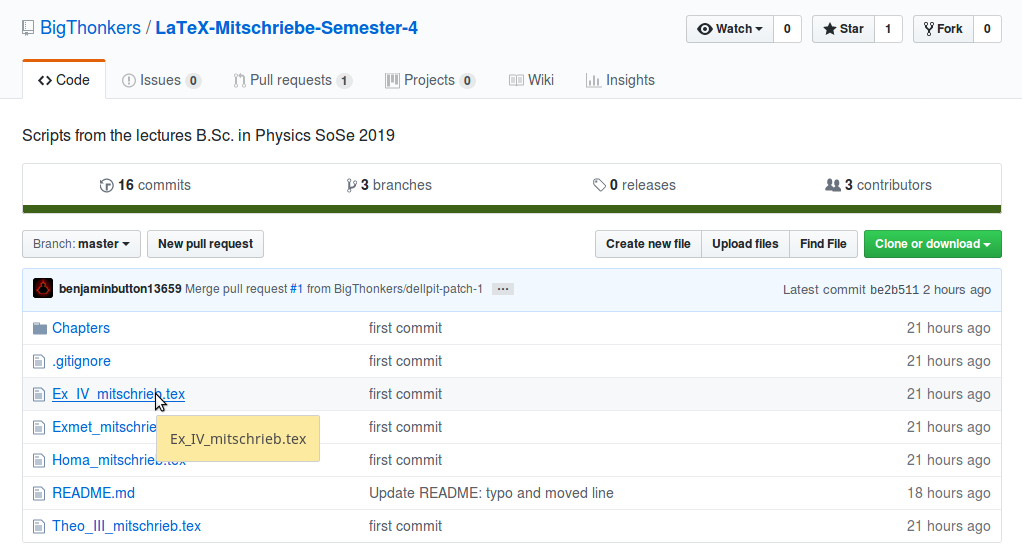 BigThonkers / LaTeX-Mitschriebe-Semester-4
Watch 0 Star 1 Fork 0
Code Issues 0 Pull requests 1 Projects 0 Wiki Insights
Scripts from the lectures B.Sc. in Physics SoSe 2019
16 commits 3 branches 0 releases 3 contributors
Branch: master New pull request Create new file Upload files Find File Clone or download
benjaminbutton13659 Merge pull request #1 from BigThonkers/dellpit-patch-1 ... Latest commit be2b511 2 hours ago
Chapters first commit 21 hours ago
.gitignore first commit 21 hours ago
Ex_IV_mitschrieb.tex first commit 21 hours ago
Exmet_mitschrie first commit 21 hours ago
Ex_IV_mitschrieb.tex
Homa_mitschrieb.tex first commit 21 hours ago
README.md Update README: typo and moved line 18 hours ago
Theo_III_mitschrieb.tex first commit 21 hours ago